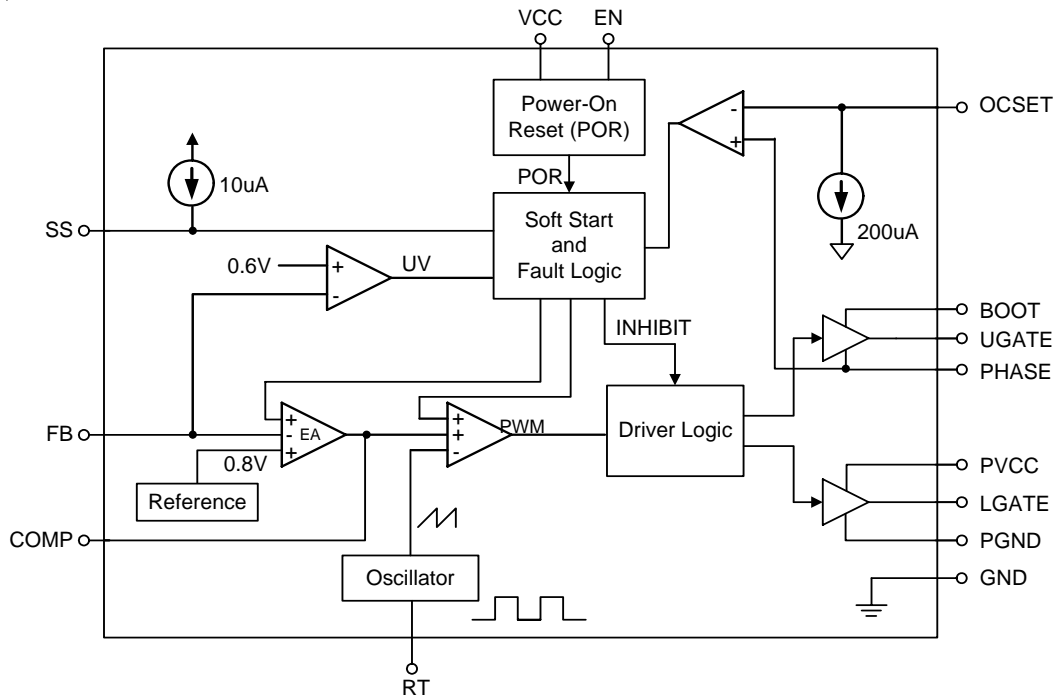 VCC EN
Power-On
Reset (POR)
-
+
OCSET
POR
10uA
200uA
SS
Soft Start
and
Fault Logic
0.6V
+
-
UV
INHIBIT
BOOT
UGATE
PHASE
FB
+
-
+
EA
0.8V
Reference
+
+
-
PWM
Driver Logic
PVCC
LGATE
PGND
GND
COMP
Oscillator
RT